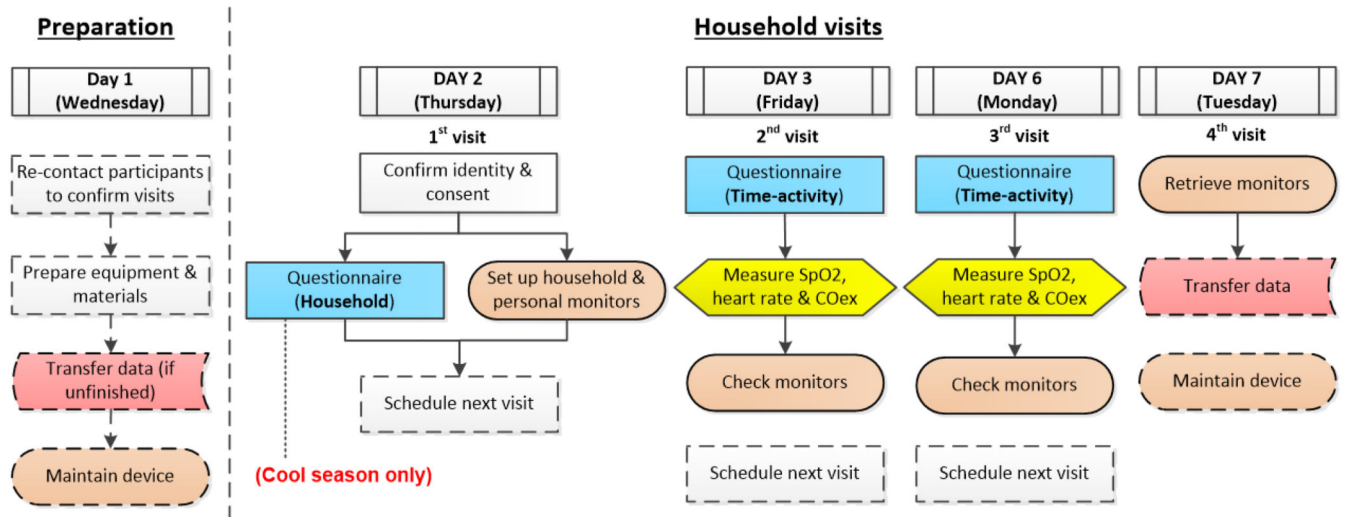 Preparation
Household visits
Day 1
(Wednesday)
Re-contact participants
to confirm visits
Prepare equipment &
materials
Transfer data (if
unfinished)
Maintain device
DAY 2
(Thursday)
1st visit
Confirm identity &
consent
Questionnaire
(Household)
Set up household &
personal monitors
Schedule next visit
(Cool season only)
DAY 3
(Friday)
2nd visit
Questionnaire
(Time-activity)
Measure SpO2,
heart rate & COex
Check monitors
Schedule next visit
DAY 6
(Monday)
3rd visit
Questionnaire
(Time-activity)
Measure SpO2,
heart rate & COex
Check monitors
Schedule next visit
DAY 7
(Tuesday)
4th visit
Retrieve monitors
Transfer data
Maintain device